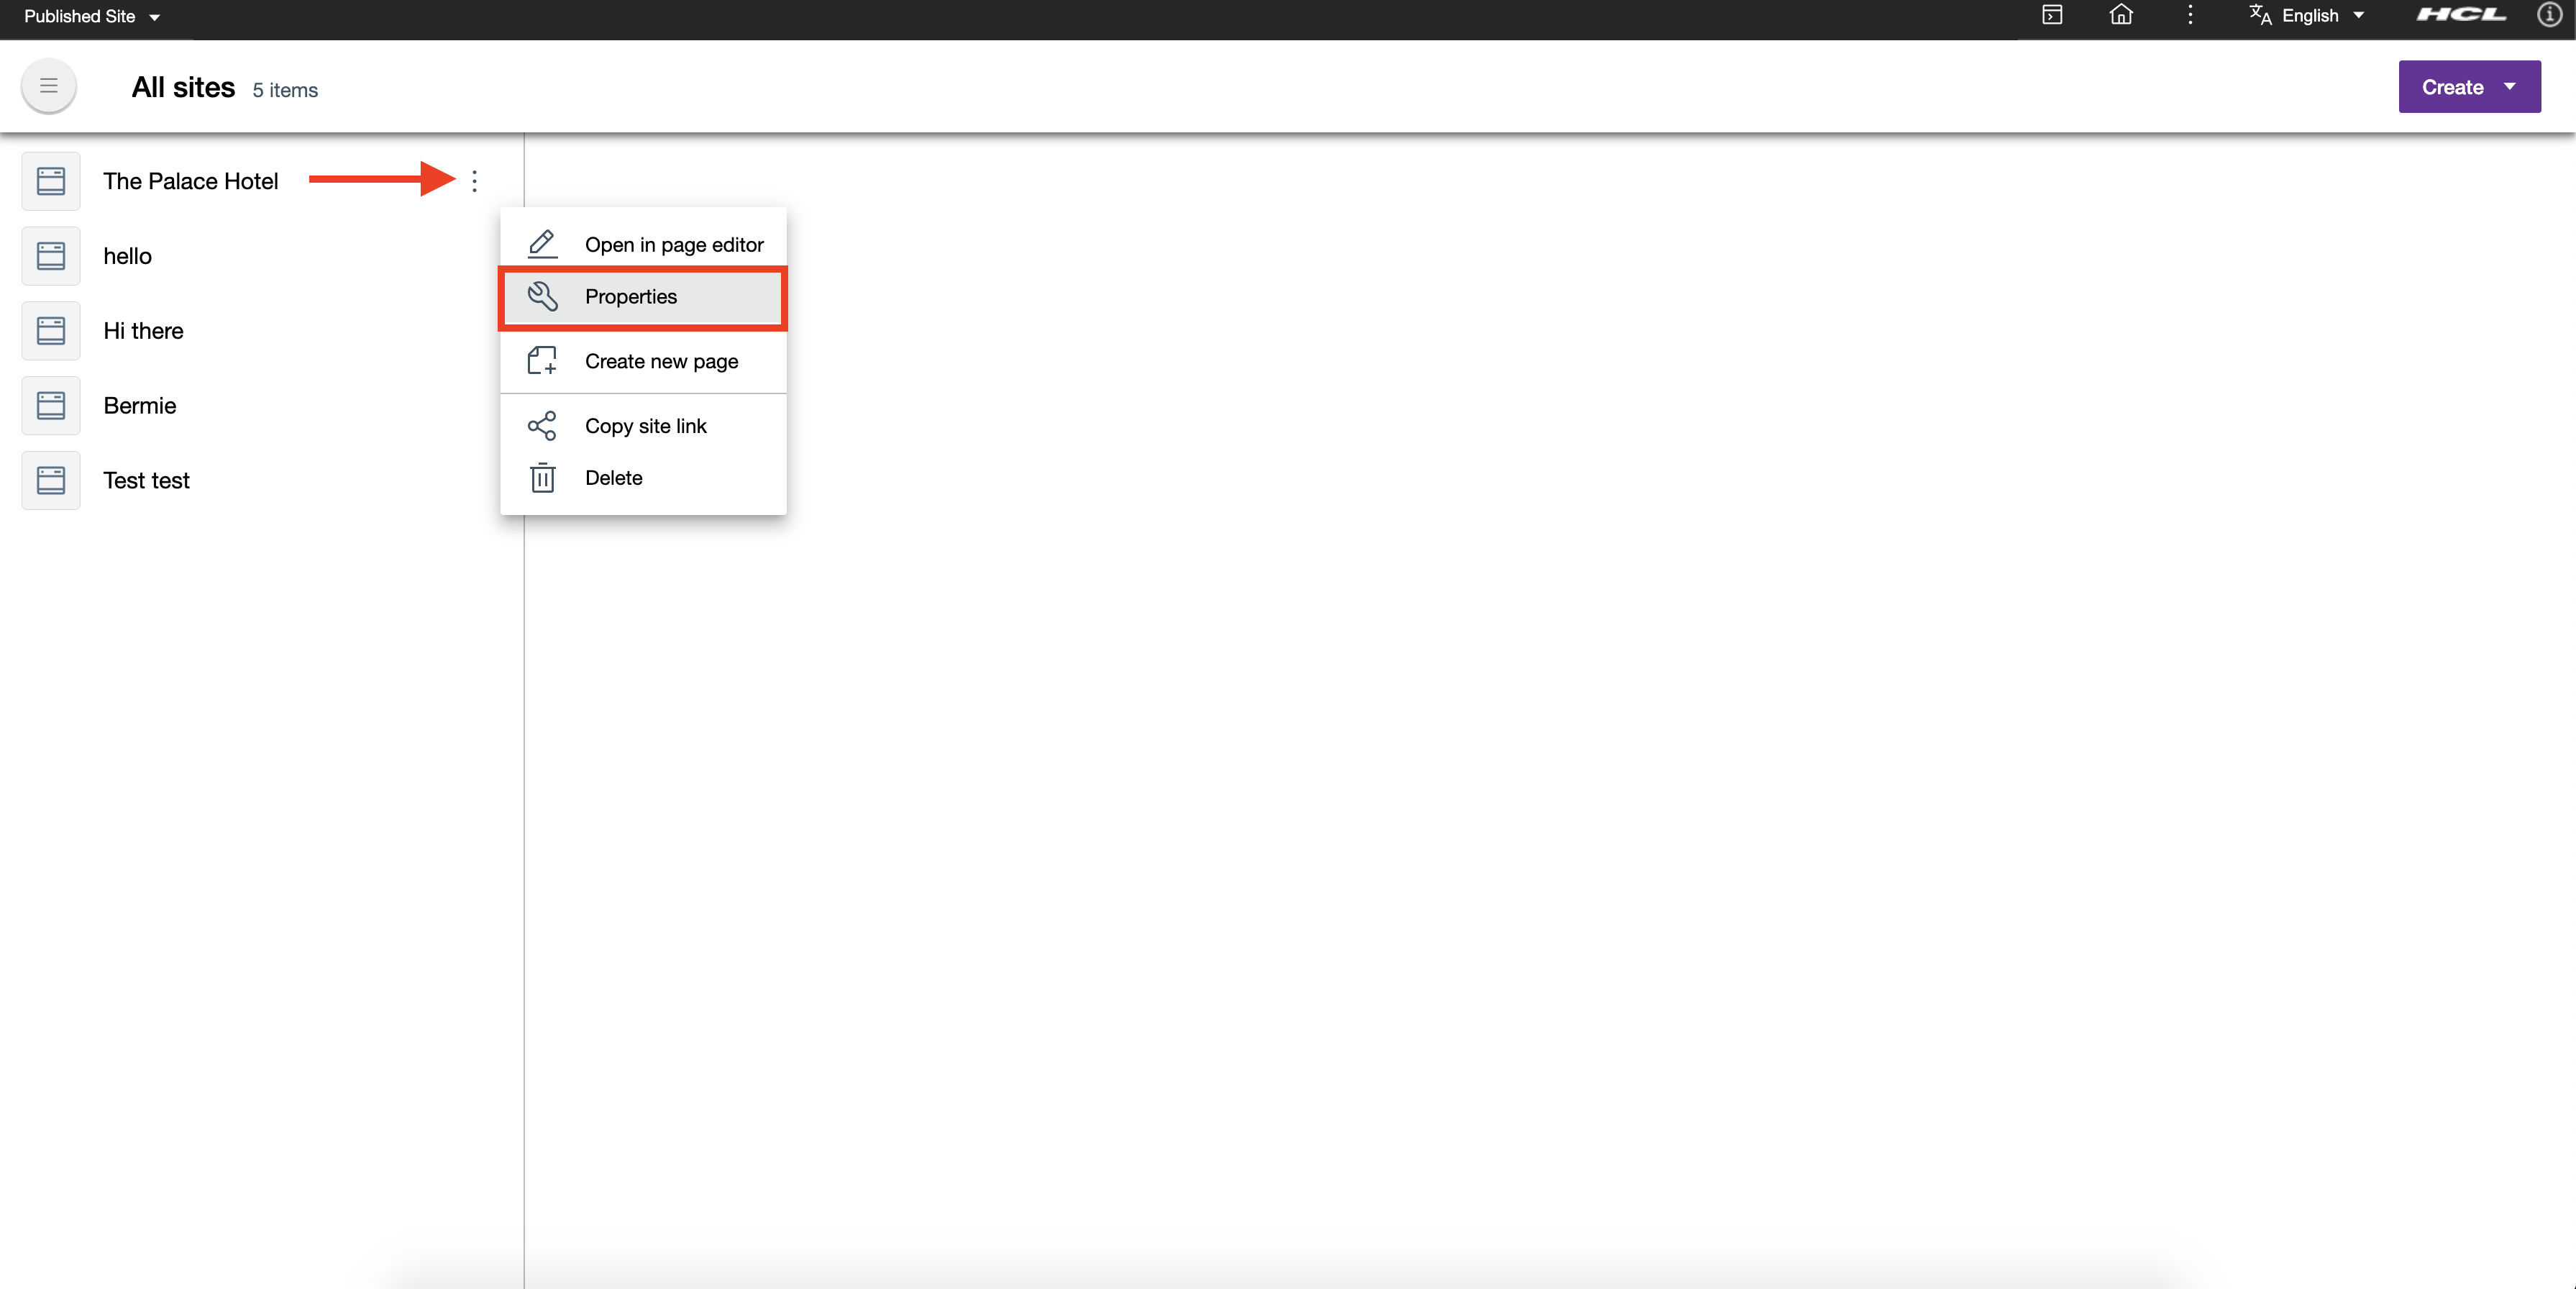 Published Site
English
HCL
All sites 5 items
Create
The Palace Hotel
hello
Hi there
Bermie
Test test
Open in page editor
Properties
Create new page
Copy site link
Delete